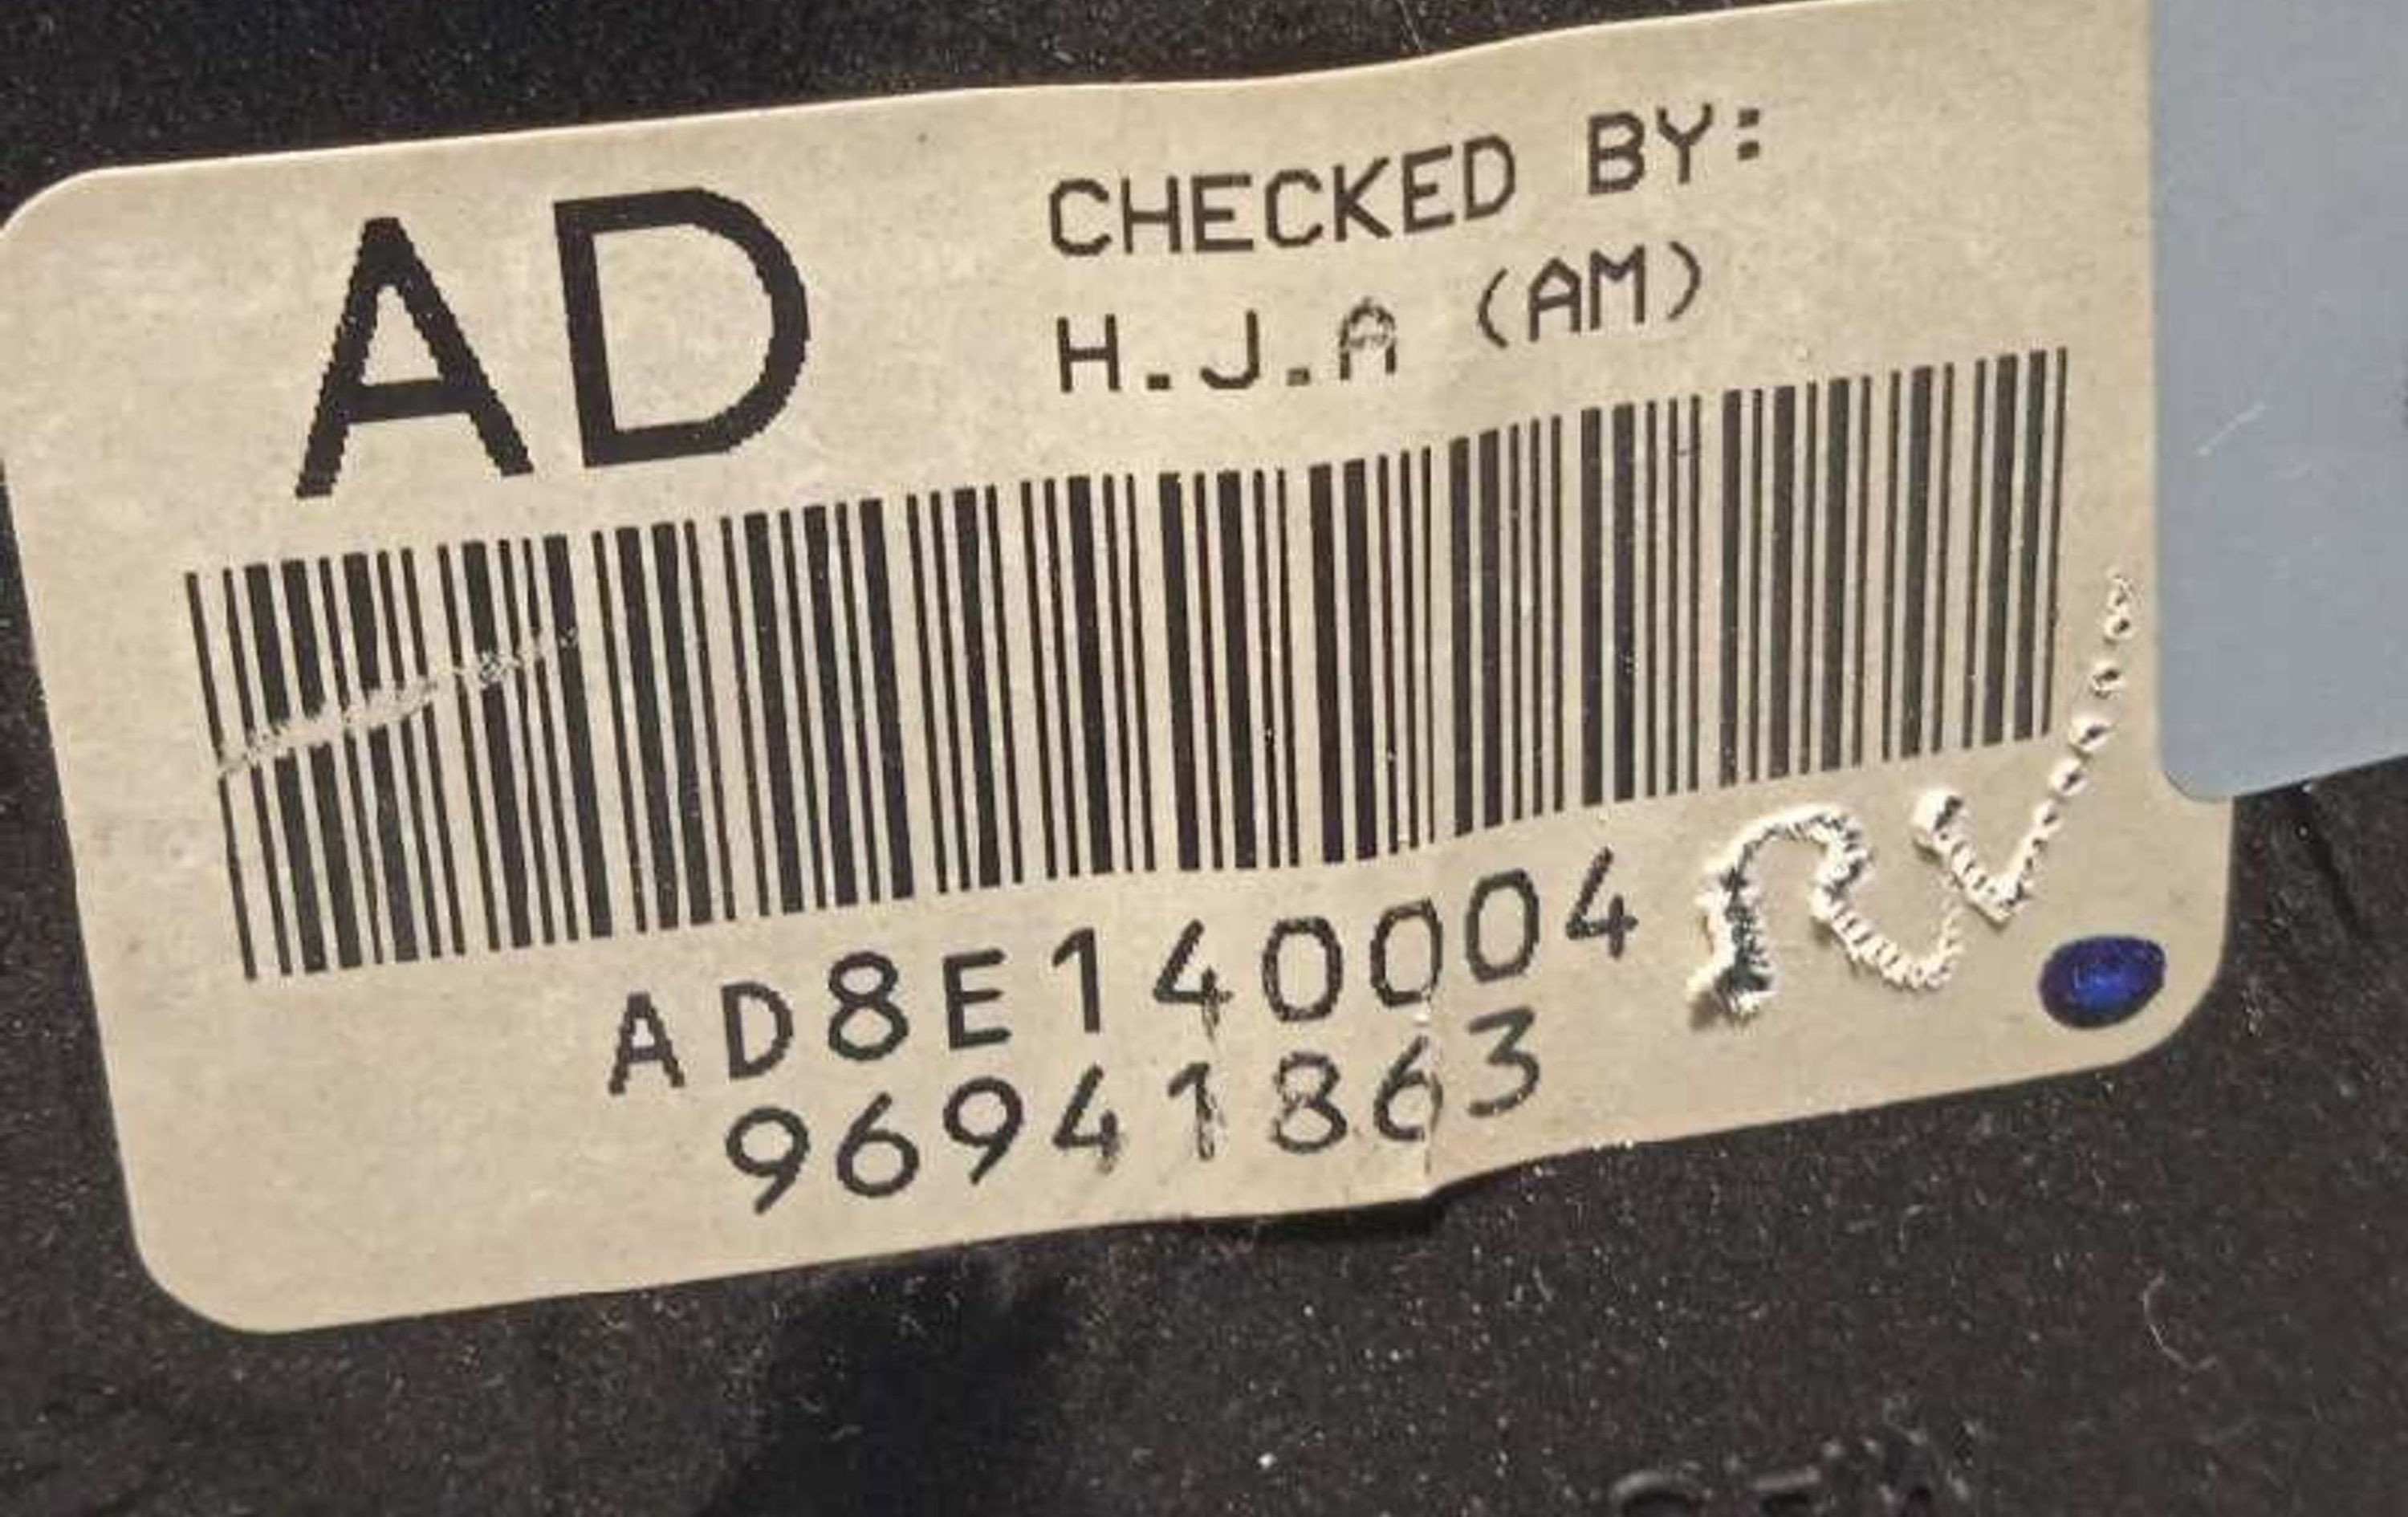 AD
CHECKED BY:
H.J.A (AM)
AD8E140004
96941863